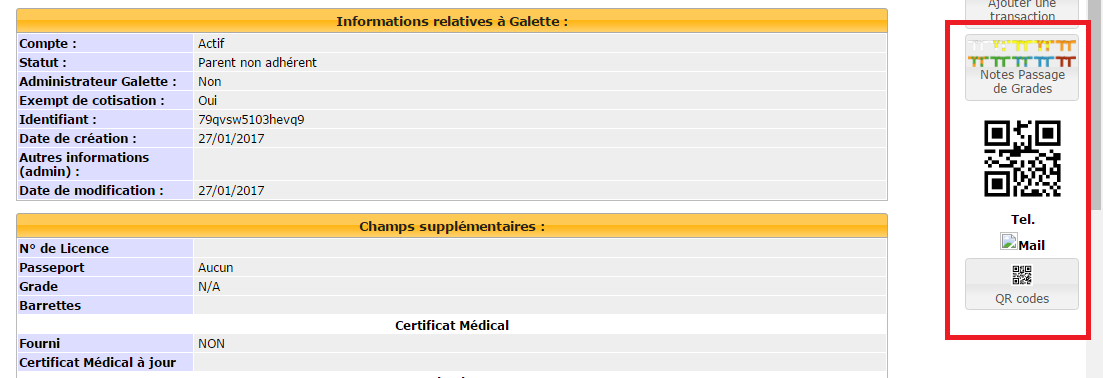 Informations relatives à Galette :
Compte : Actif
Statut : Parent non adhérent
Administrateur Galette : Non
Exempt de cotisation : Oui
Identifiant : 79qvsw5103hevq9
Date de création : 27/01/2017
Autres informations
(admin) :
Date de modification : 27/01/2017
Champs supplémentaires :
N° de Licence
Passeport Aucun
Grade N/A
Barrettes
Certificat Médical
Fourni NON
Certificat Médical à jour
Ajouter une
transaction
Notes Passage
de Grades
Tel.
Mail
QR codes